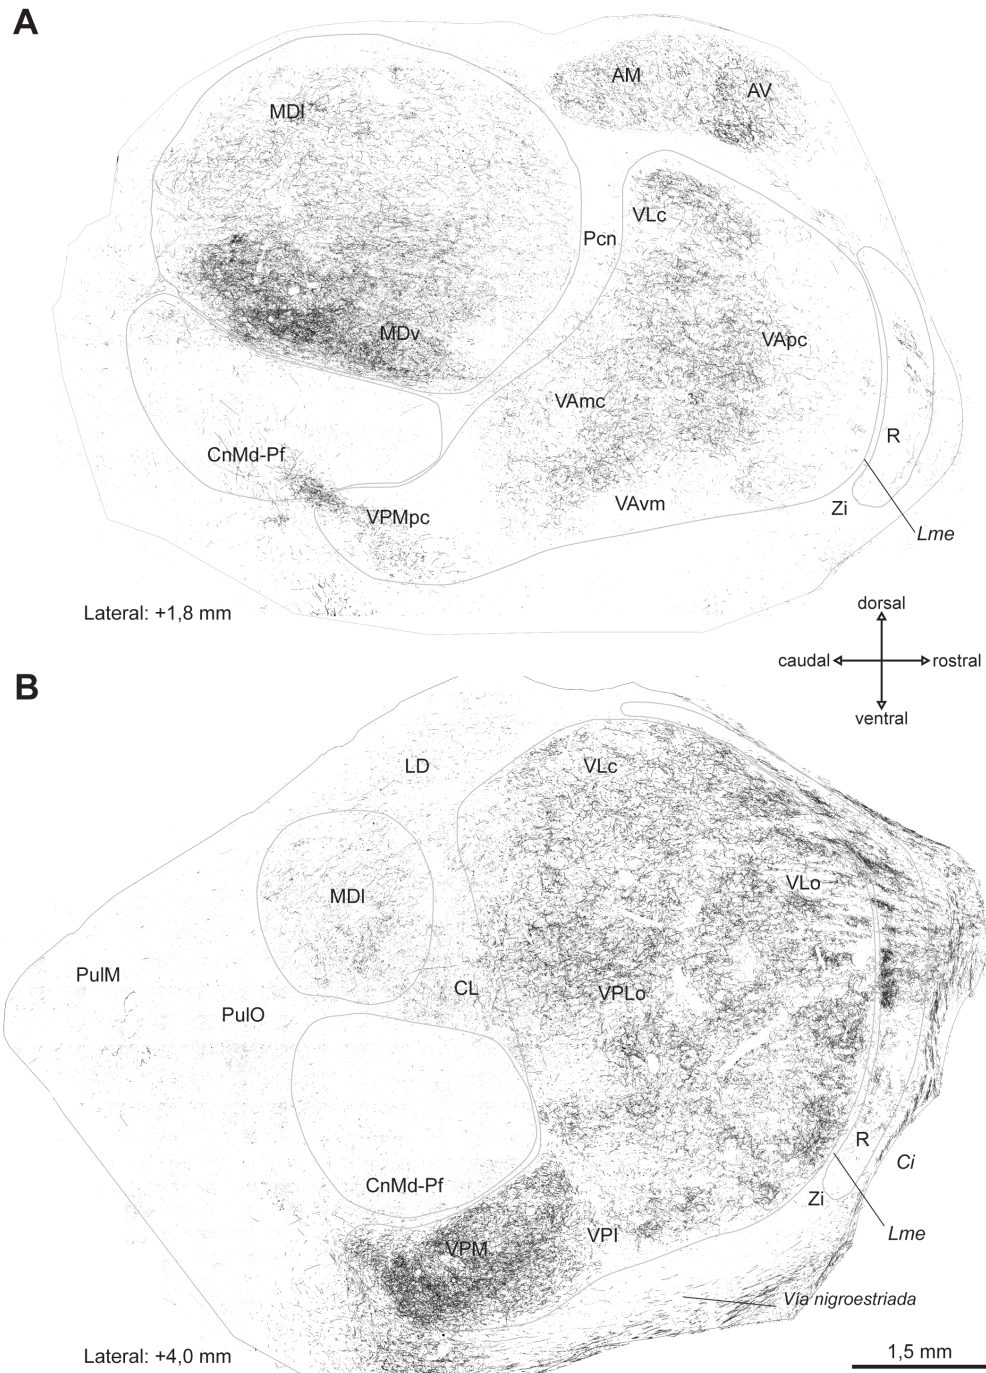 A
AM
AV
MDl
VLc
Pcn
MDv
VApc
VAmc
R
CnMd-Pf
VPMpc
VAvm
Zi
Lme
Lateral: +1,8 mm
dorsal
caudal
rostral
ventral
B
LD
VLc
VLo
MDl
PulM
CL
VPLo
PulO
R
Ci
CnMd-Pf
Zi
VPI
Lme
VPM
Vía nigroestriada
Lateral: +4,0 mm
1,5 mm